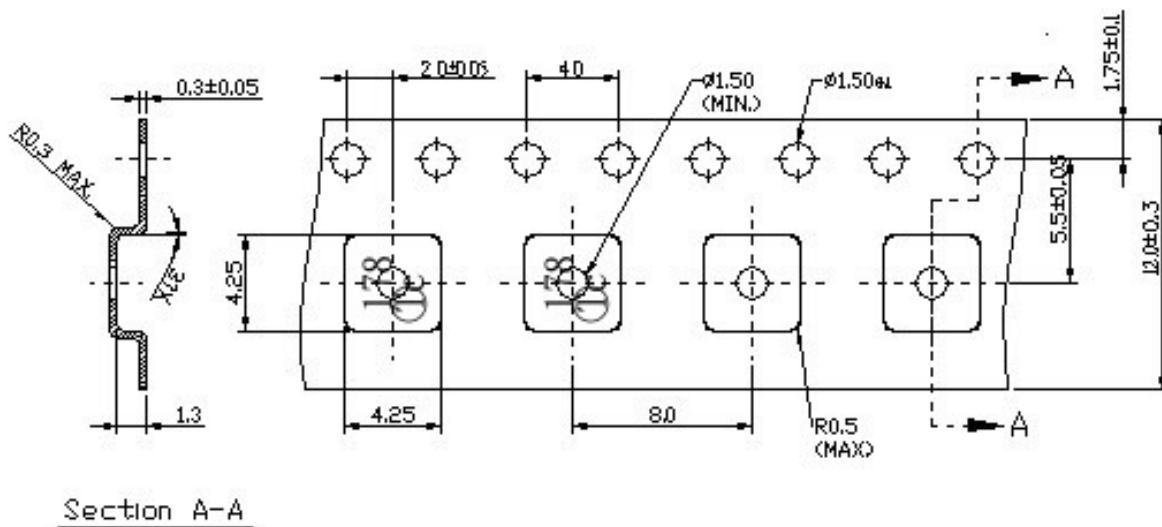 0.3±0.05
2.0±0.05
4.0
Ø1.50
(MIN.)
Ø1.50
A
1.75±0.1
R0.3 MAX.
5.5±0.05
12.0±0.3
4.25
178
178
1.3
4.25
8.0
R0.5
(MAX)
A
Section A-A